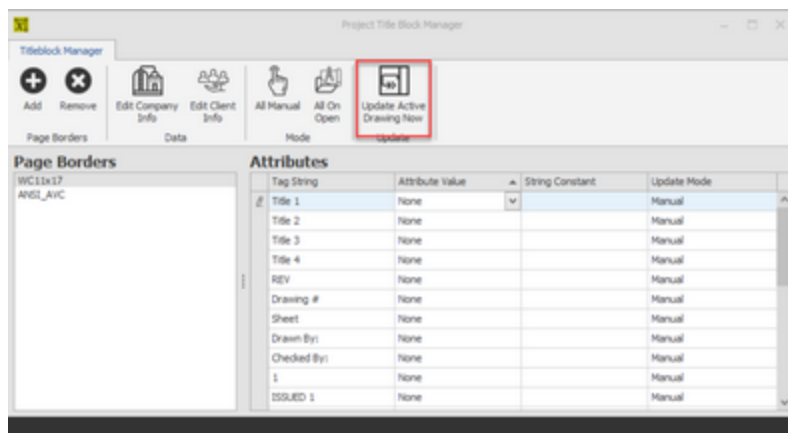 Project Title Block Manager
Titleblock Manager
Add Remove Edit Company Info Edit Client Info All Manual All On Open Update Active Drawing Now
Page Borders Data Mode Update
Page Borders Attributes
Tag String Attribute Value String Constant Update Mode
WC11x17
ANSI_AVC
Title 1 None Manual
Title 2 None Manual
Title 3 None Manual
Title 4 None Manual
REV None Manual
Drawing # None Manual
Sheet None Manual
Drawn By: None Manual
Checked By: None Manual
1 None Manual
ISSUED 1 None Manual